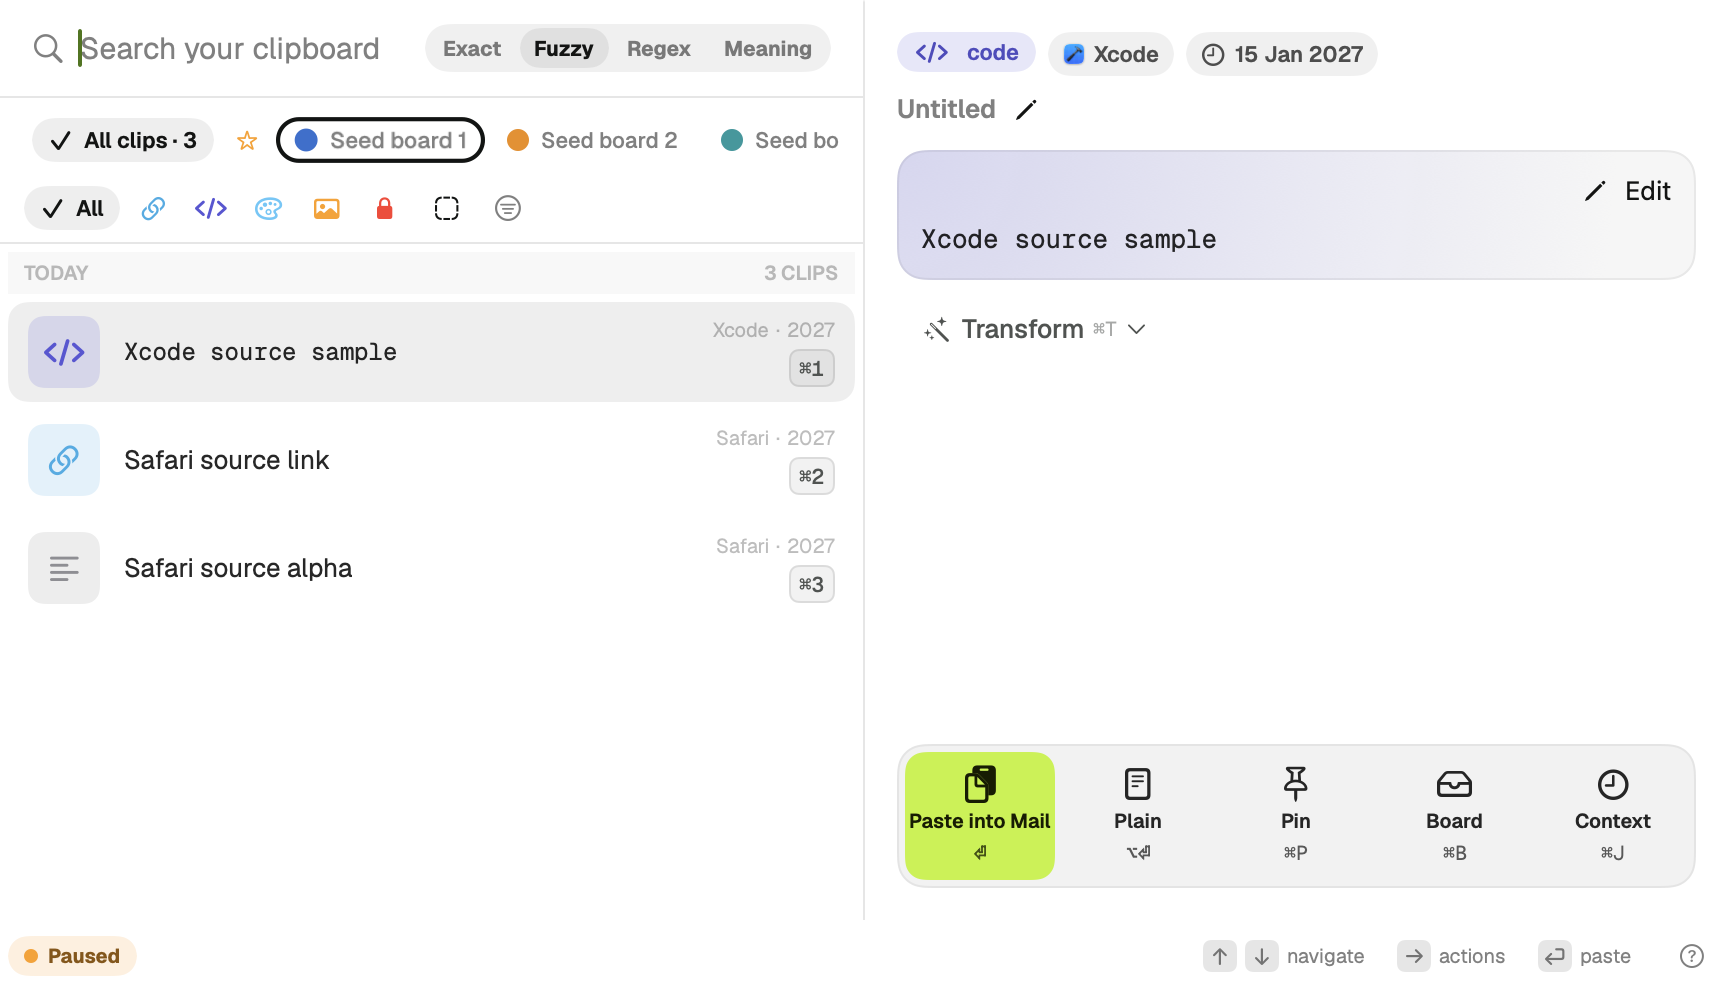 Search your clipboard
Exact Fuzzy Regex Meaning
All clips · 3 Seed board 1 Seed board 2 Seed bo
All
TODAY 3 CLIPS
Xcode source sample
Xcode · 2027
⌘1
Safari source link
Safari · 2027
⌘2
Safari source alpha
Safari · 2027
⌘3
Paused
</> code Xcode 15 Jan 2027
Untitled
Edit
Xcode source sample
Transform ⌘T
Paste into Mail Plain Pin Board Context
⏎ ⌥⏎ ⌘P ⌘B ⌘J
↑ ↓ navigate → actions ↩ paste ?